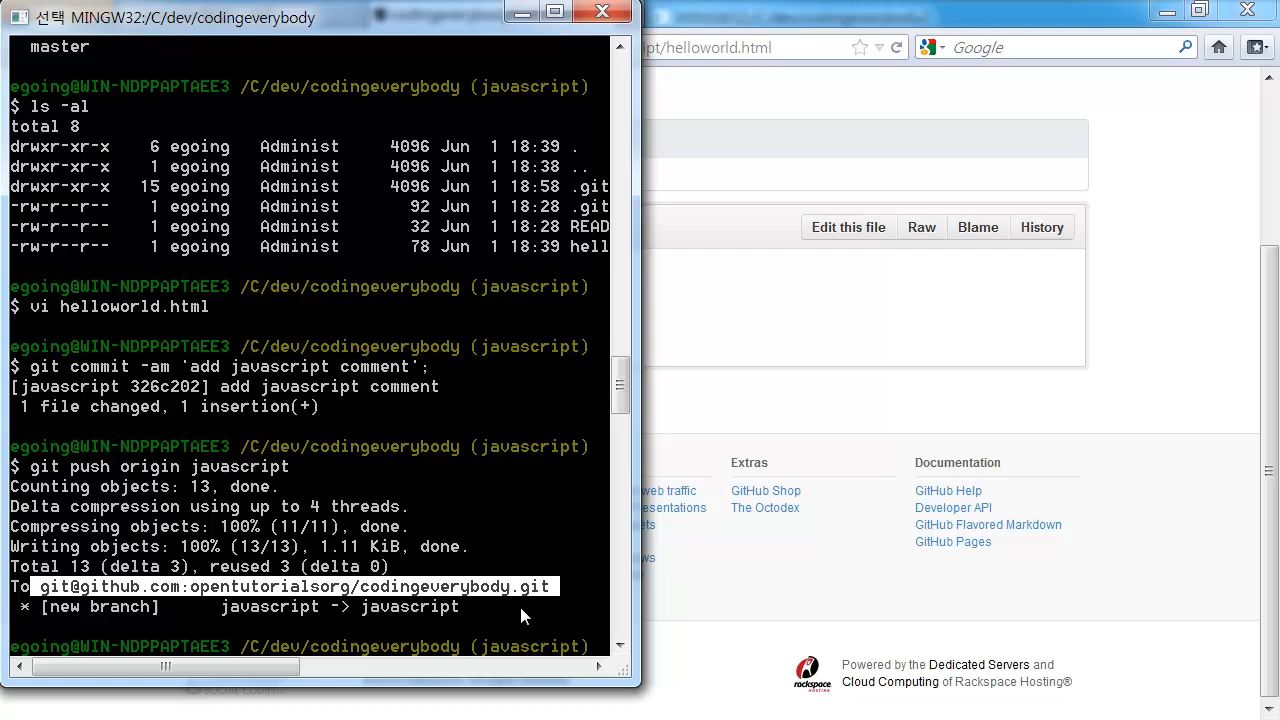 선택 MINGW32:/C/dev/codingeverybody
master
egoing@WIN-NDPPAPTAEE3 /C/dev/codingeverybody (javascript)
$ ls -al
total 8
drwxr-xr-x 6 egoing Administ 4096 Jun 1 18:39 .
drwxr-xr-x 1 egoing Administ 4096 Jun 1 18:38 ..
drwxr-xr-x 15 egoing Administ 4096 Jun 1 18:58 .git
-rw-r--r-- 1 egoing Administ 92 Jun 1 18:28 .git
-rw-r--r-- 1 egoing Administ 32 Jun 1 18:28 READ
-rw-r--r-- 1 egoing Administ 78 Jun 1 18:39 hell
egoing@WIN-NDPPAPTAEE3 /C/dev/codingeverybody (javascript)
$ vi helloworld.html
egoing@WIN-NDPPAPTAEE3 /C/dev/codingeverybody (javascript)
$ git commit -am 'add javascript comment';
[javascript 326c202] add javascript comment
1 file changed, 1 insertion(+)
egoing@WIN-NDPPAPTAEE3 /C/dev/codingeverybody (javascript)
$ git push origin javascript
Counting objects: 13, done.
Delta compression using up to 4 threads.
Compressing objects: 100% (11/11), done.
Writing objects: 100% (13/13), 1.11 KiB, done.
Total 13 (delta 3), reused 3 (delta 0)
To git@github.com:opentutorialsorg/codingeverybody.git
* [new branch] javascript -> javascript
egoing@WIN-NDPPAPTAEE3 /C/dev/codingeverybody (javascript)
pt/helloworld.html
Google
Edit this file Raw Blame History
Extras Documentation
web traffic GitHub Shop GitHub Help
esentations The Octodex Developer API
ets GitHub Flavored Markdown
GitHub Pages
ws
Powered by the Dedicated Servers and
Cloud Computing of Rackspace Hosting®
rackspace
HOSTING